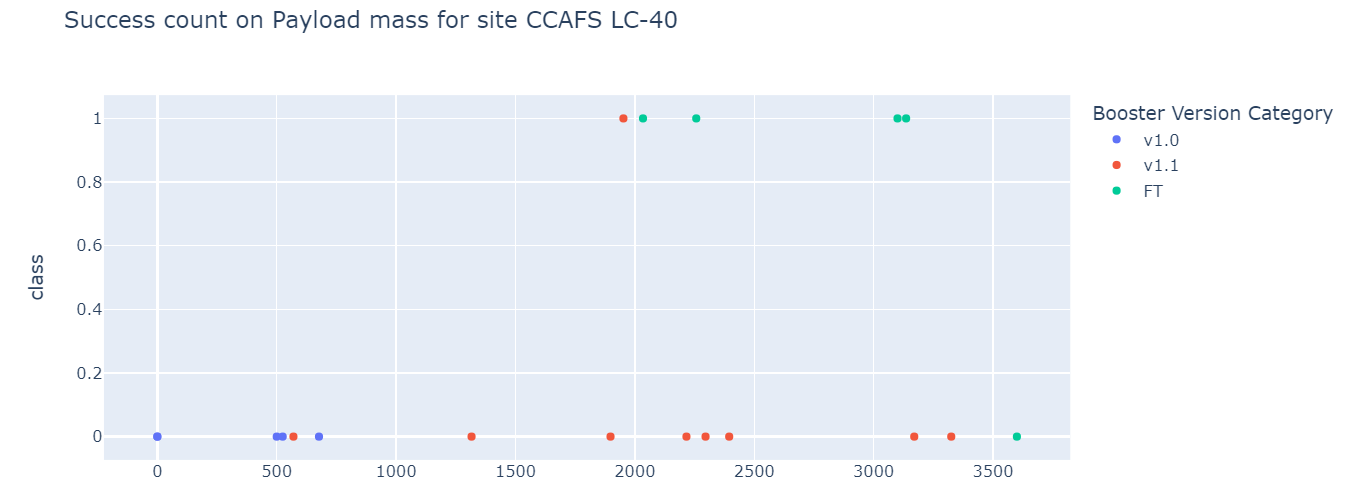 Success count on Payload mass for site CCAFS LC-40
Booster Version Category
v1.0
v1.1
FT
class
1
0.8
0.6
0.4
0.2
0
0 500 1000 1500 2000 2500 3000 3500